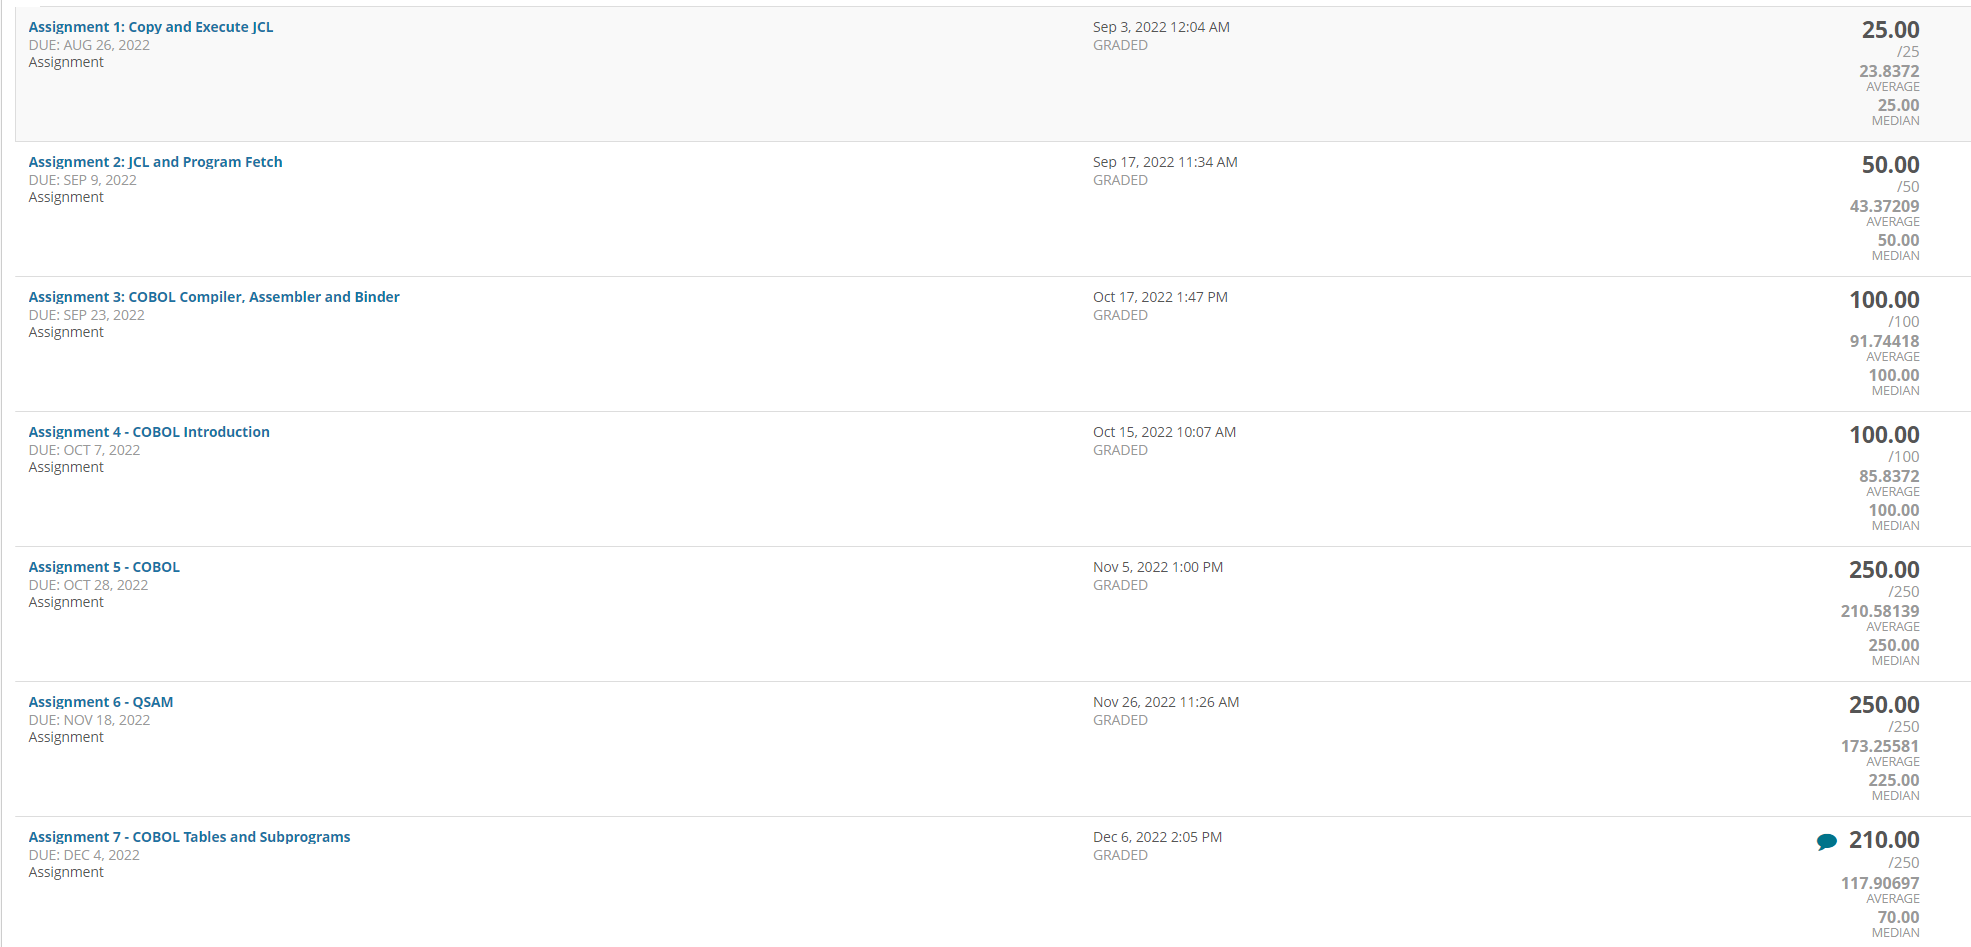 Assignment 1: Copy and Execute JCL
DUE: AUG 26, 2022
Assignment
Sep 3, 2022 12:04 AM
GRADED
25.00
/25
23.8372
AVERAGE
25.00
MEDIAN
Assignment 2: JCL and Program Fetch
DUE: SEP 9, 2022
Assignment
Sep 17, 2022 11:34 AM
GRADED
50.00
/50
43.37209
AVERAGE
50.00
MEDIAN
Assignment 3: COBOL Compiler, Assembler and Binder
DUE: SEP 23, 2022
Assignment
Oct 17, 2022 1:47 PM
GRADED
100.00
/100
91.74418
AVERAGE
100.00
MEDIAN
Assignment 4 - COBOL Introduction
DUE: OCT 7, 2022
Assignment
Oct 15, 2022 10:07 AM
GRADED
100.00
/100
85.8372
AVERAGE
100.00
MEDIAN
Assignment 5 - COBOL
DUE: OCT 28, 2022
Assignment
Nov 5, 2022 1:00 PM
GRADED
250.00
/250
210.58139
AVERAGE
250.00
MEDIAN
Assignment 6 - QSAM
DUE: NOV 18, 2022
Assignment
Nov 26, 2022 11:26 AM
GRADED
250.00
/250
173.25581
AVERAGE
225.00
MEDIAN
Assignment 7 - COBOL Tables and Subprograms
DUE: DEC 4, 2022
Assignment
Dec 6, 2022 2:05 PM
GRADED
210.00
/250
117.90697
AVERAGE
70.00
MEDIAN